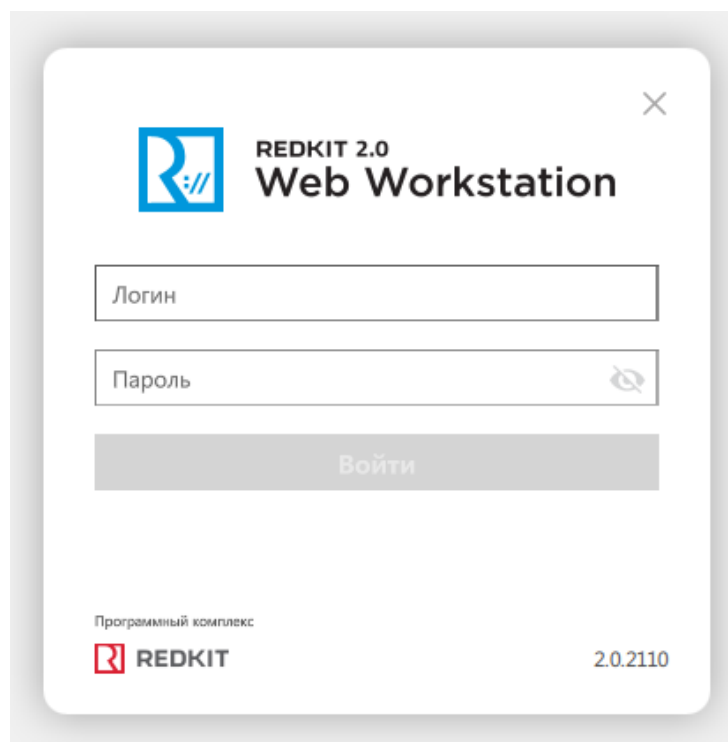 REDKIT 2.0
Web Workstation
Логин
Пароль
Войти
Программный комплекс
REDKIT
2.0.2110